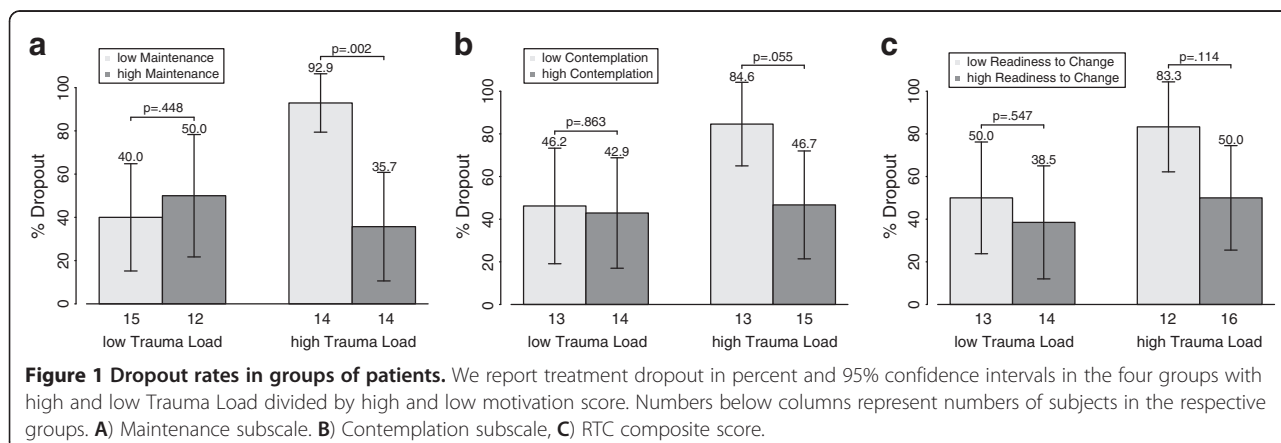 a
low Maintenance
high Maintenance
% Dropout
0 20 40 60 80 100
p=.448
40.0 50.0
p=.002
92.9 35.7
15 12 14 14
low Trauma Load high Trauma Load
b
low Contemplation
high Contemplation
% Dropout
0 20 40 60 80 100
p=.863
46.2 42.9
p=.055
84.6 46.7
13 14 13 15
low Trauma Load high Trauma Load
c
low Readiness to Change
high Readiness to Change
% Dropout
0 20 40 60 80 100
p=.547
50.0 38.5
p=.114
83.3 50.0
13 14 12 16
low Trauma Load high Trauma Load
Figure 1 Dropout rates in groups of patients. We report treatment dropout in percent and 95% confidence intervals in the four groups with
high and low Trauma Load divided by high and low motivation score. Numbers below columns represent numbers of subjects in the respective
groups. A) Maintenance subscale. B) Contemplation subscale, C) RTC composite score.